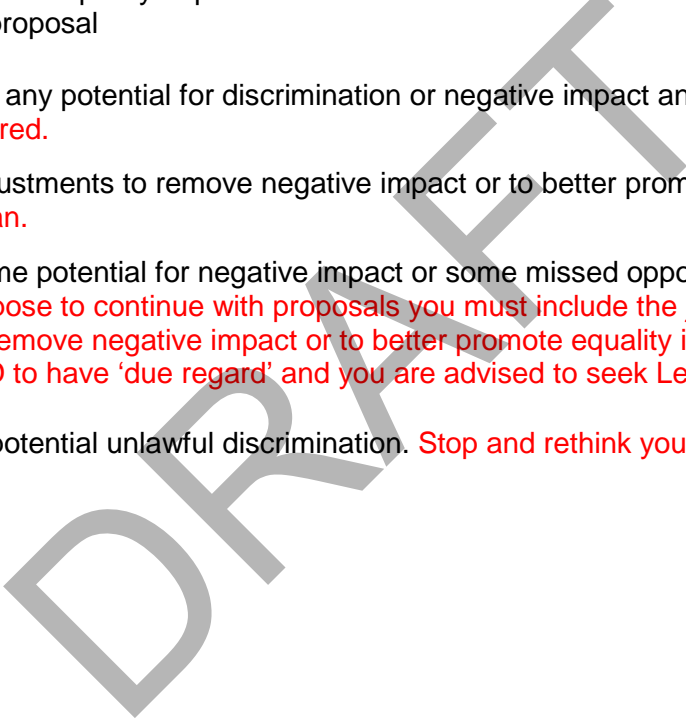 proposal
any potential for discrimination or negative impact an
red.
ustments to remove negative impact or to better prom
an.
me potential for negative impact or some missed oppo
oose to continue with proposals you must include the
emove negative impact or to better promote equality i
to have ‘due regard’ and you are advised to seek Le
potential unlawful discrimination. Stop and rethink you
DRAFT